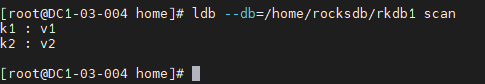 [root@DC1-03-004 home]# ldb --db=/home/rocksdb/rkdb1 scan
k1 : v1
k2 : v2
[root@DC1-03-004 home]#